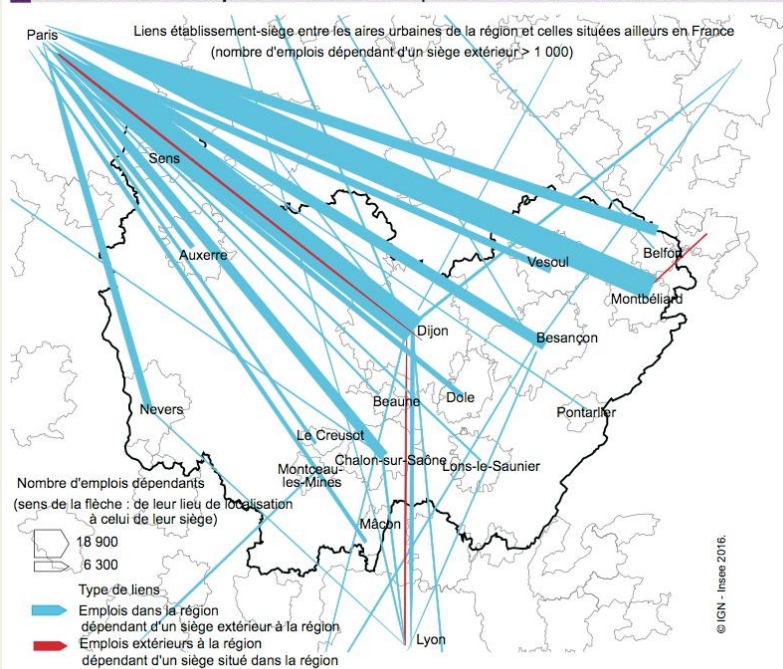 Liens établissement-siège entre les aires urbaines de la région et celles situées ailleurs en France
(nombre d'emplois dépendant d'un siège extérieur > 1 000)
Paris
Sens
Auxerre
Vesoul
Belfort
Montbéliard
Dijon
Besançon
Nevers
Beaune
Dole
Pontarlier
Le Creusot
Chalon-sur-Saône
Lons-le-Saunier
Montceau-
les-Mines
Mâcon
Lyon
Nombre d'emplois dépendants
(sens de la flèche : de leur lieu de localisation
à celui de leur siège)
18 900
6 300
Type de liens
Emplois dans la région
dépendant d'un siège extérieur à la région
Emplois extérieurs à la région
dépendant d'un siège situé dans la région
© IGN - Insee 2016.